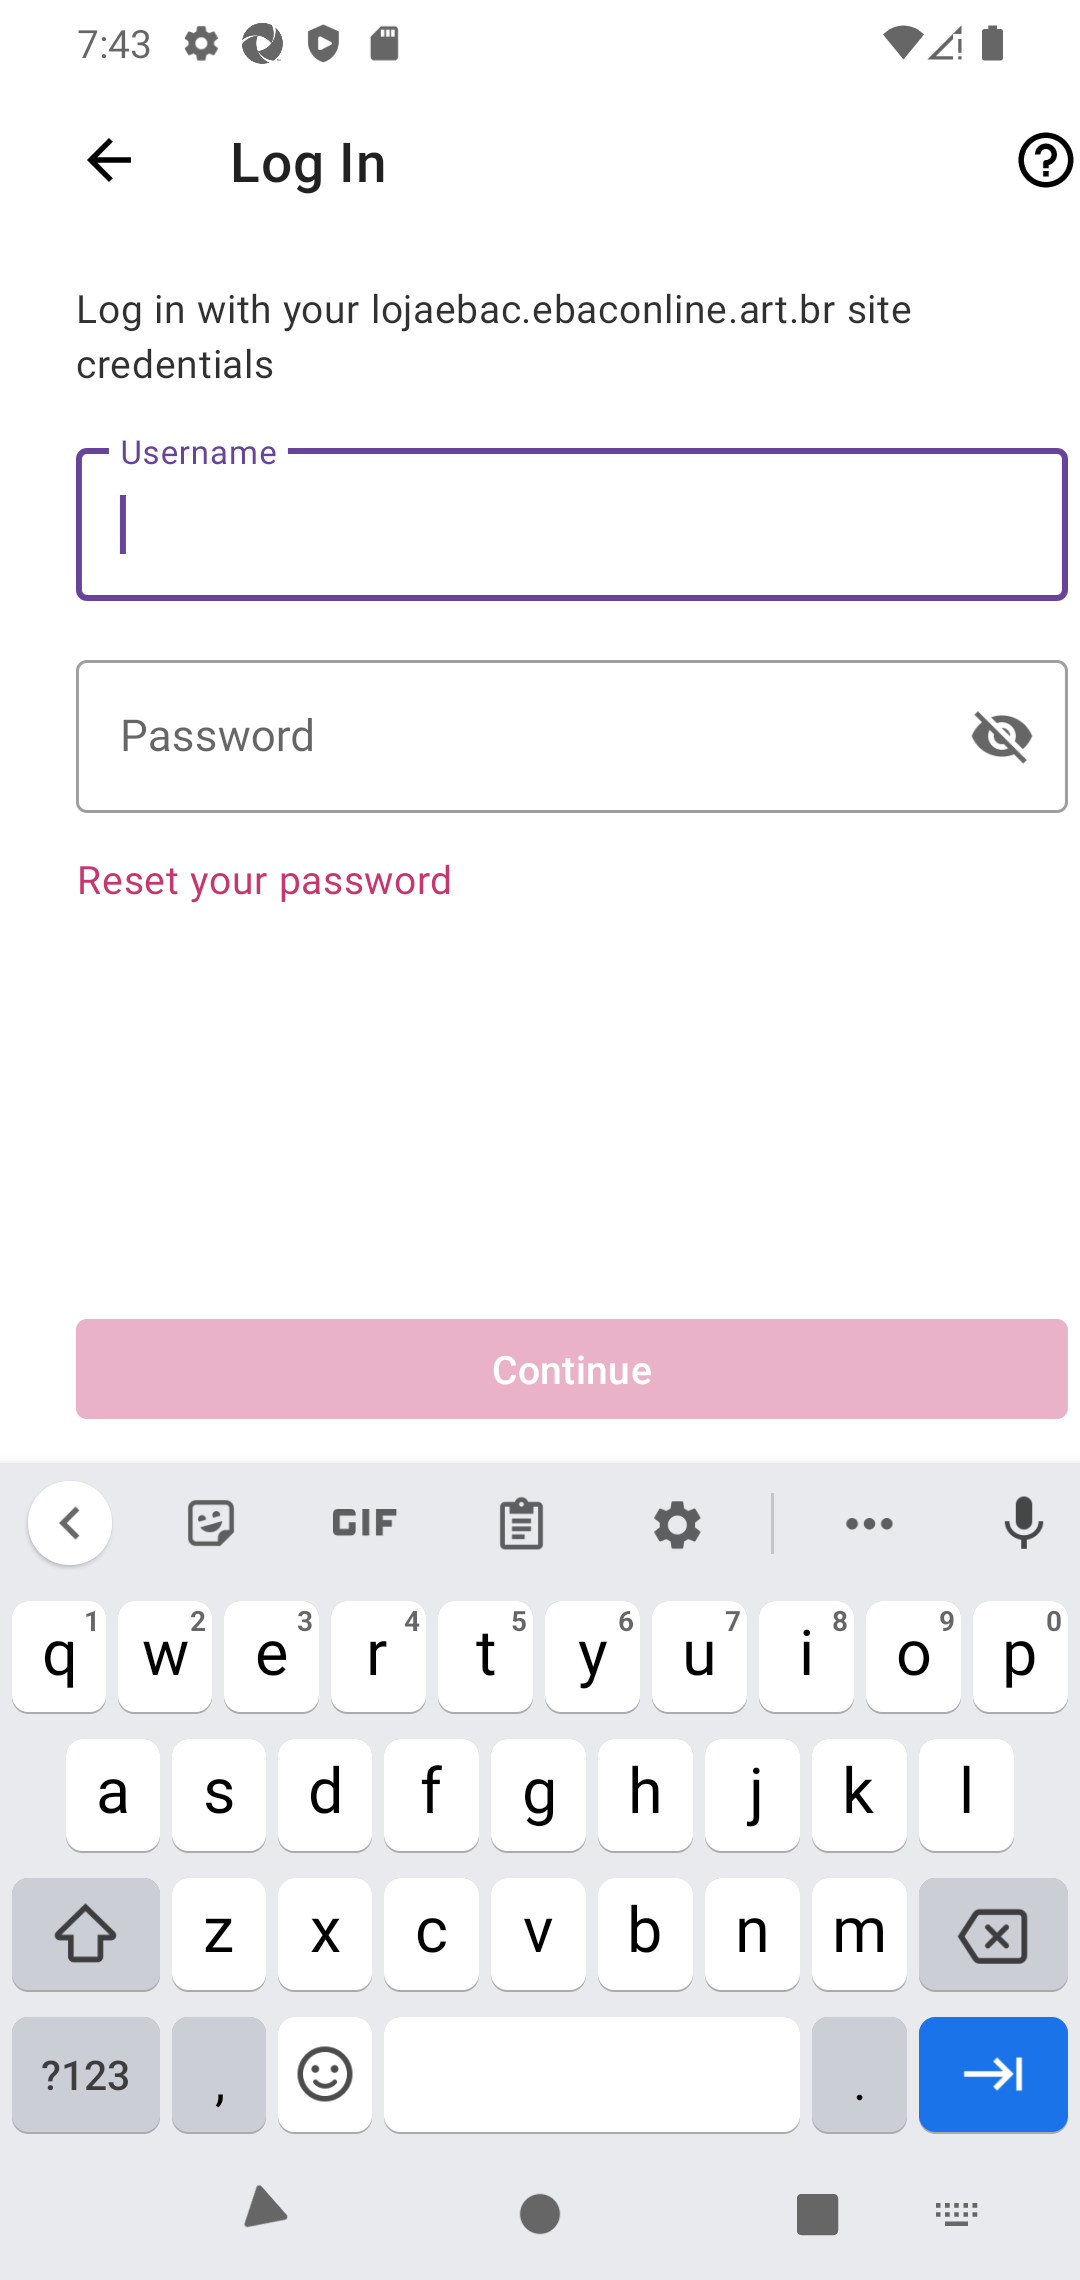 7:43
Log In
Log in with your lojaebac.ebaconline.art.br site
credentials
Username
Password
Reset your password
Continue
GIF
1 2 3 4 5 6 7 8 9 0
q w e r t y u i o p
a s d f g h j k l
z x c v b n m
?123 , .